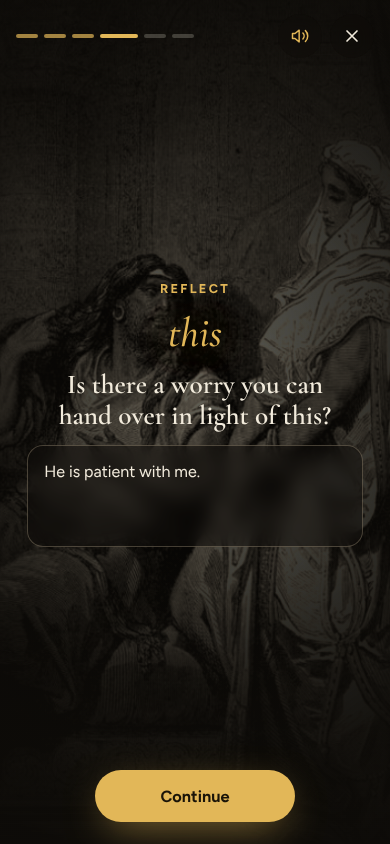 REFLECT
this
Is there a worry you can
hand over in light of this?
He is patient with me.
Continue